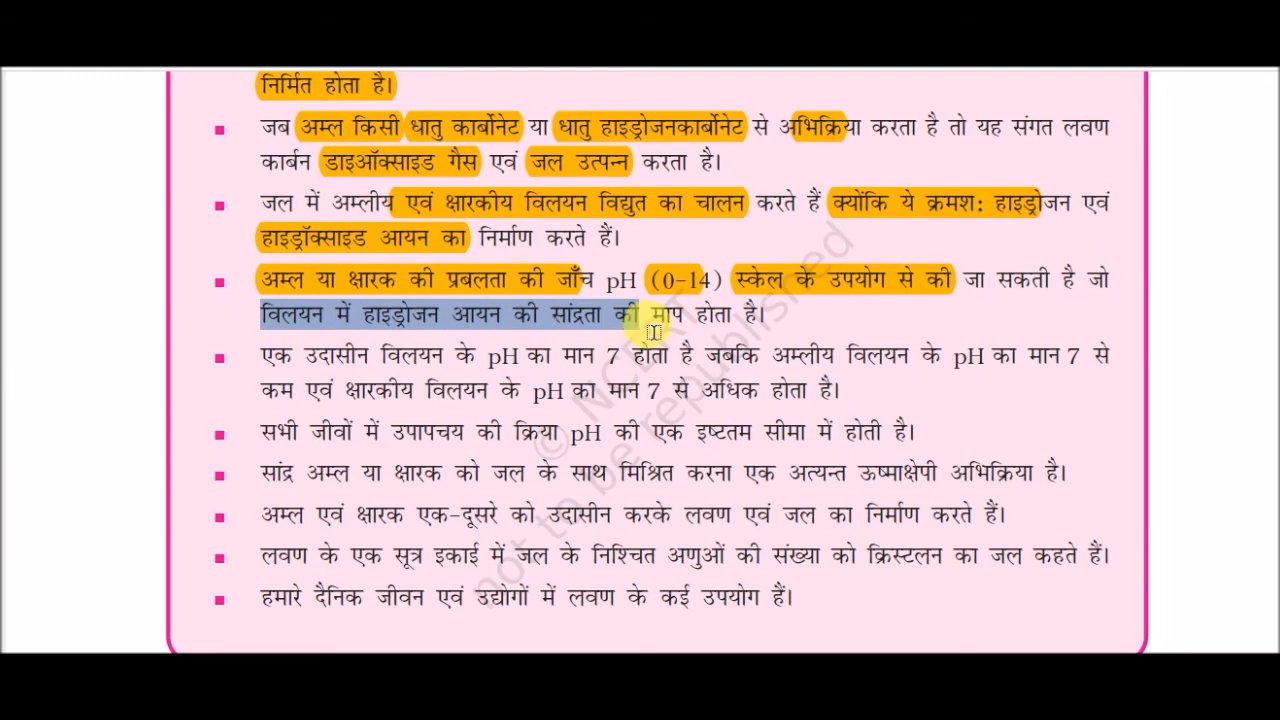 निर्मित होता है।
▪ जब अम्ल किसी धातु कार्बोनेट या धातु हाइड्रोजनकार्बोनेट से अभिक्रिया करता है तो यह संगत लवण
कार्बन डाइऑक्साइड गैस एवं जल उत्पन्न करता है।
▪ जल में अम्लीय एवं क्षारकीय विलयन विद्युत का चालन करते हैं क्योंकि ये क्रमश: हाइड्रोजन एवं
हाइड्रॉक्साइड आयन का निर्माण करते हैं।
▪ अम्ल या क्षारक की प्रबलता की जाँच pH (0–14) स्केल के उपयोग से की जा सकती है जो
विलयन में हाइड्रोजन आयन की सांद्रता की माप होता है।
▪ एक उदासीन विलयन के pH का मान 7 होता है जबकि अम्लीय विलयन के pH का मान 7 से
कम एवं क्षारकीय विलयन के pH का मान 7 से अधिक होता है।
▪ सभी जीवों में उपापचय की क्रिया pH की एक इष्टतम सीमा में होती है।
▪ सांद्र अम्ल या क्षारक को जल के साथ मिश्रित करना एक अत्यन्त ऊष्माक्षेपी अभिक्रिया है।
▪ अम्ल एवं क्षारक एक-दूसरे को उदासीन करके लवण एवं जल का निर्माण करते हैं।
▪ लवण के एक सूत्र इकाई में जल के निश्चित अणुओं की संख्या को क्रिस्टलन का जल कहते हैं।
▪ हमारे दैनिक जीवन एवं उद्योगों में लवण के कई उपयोग हैं।
© NCERT
not to be republished